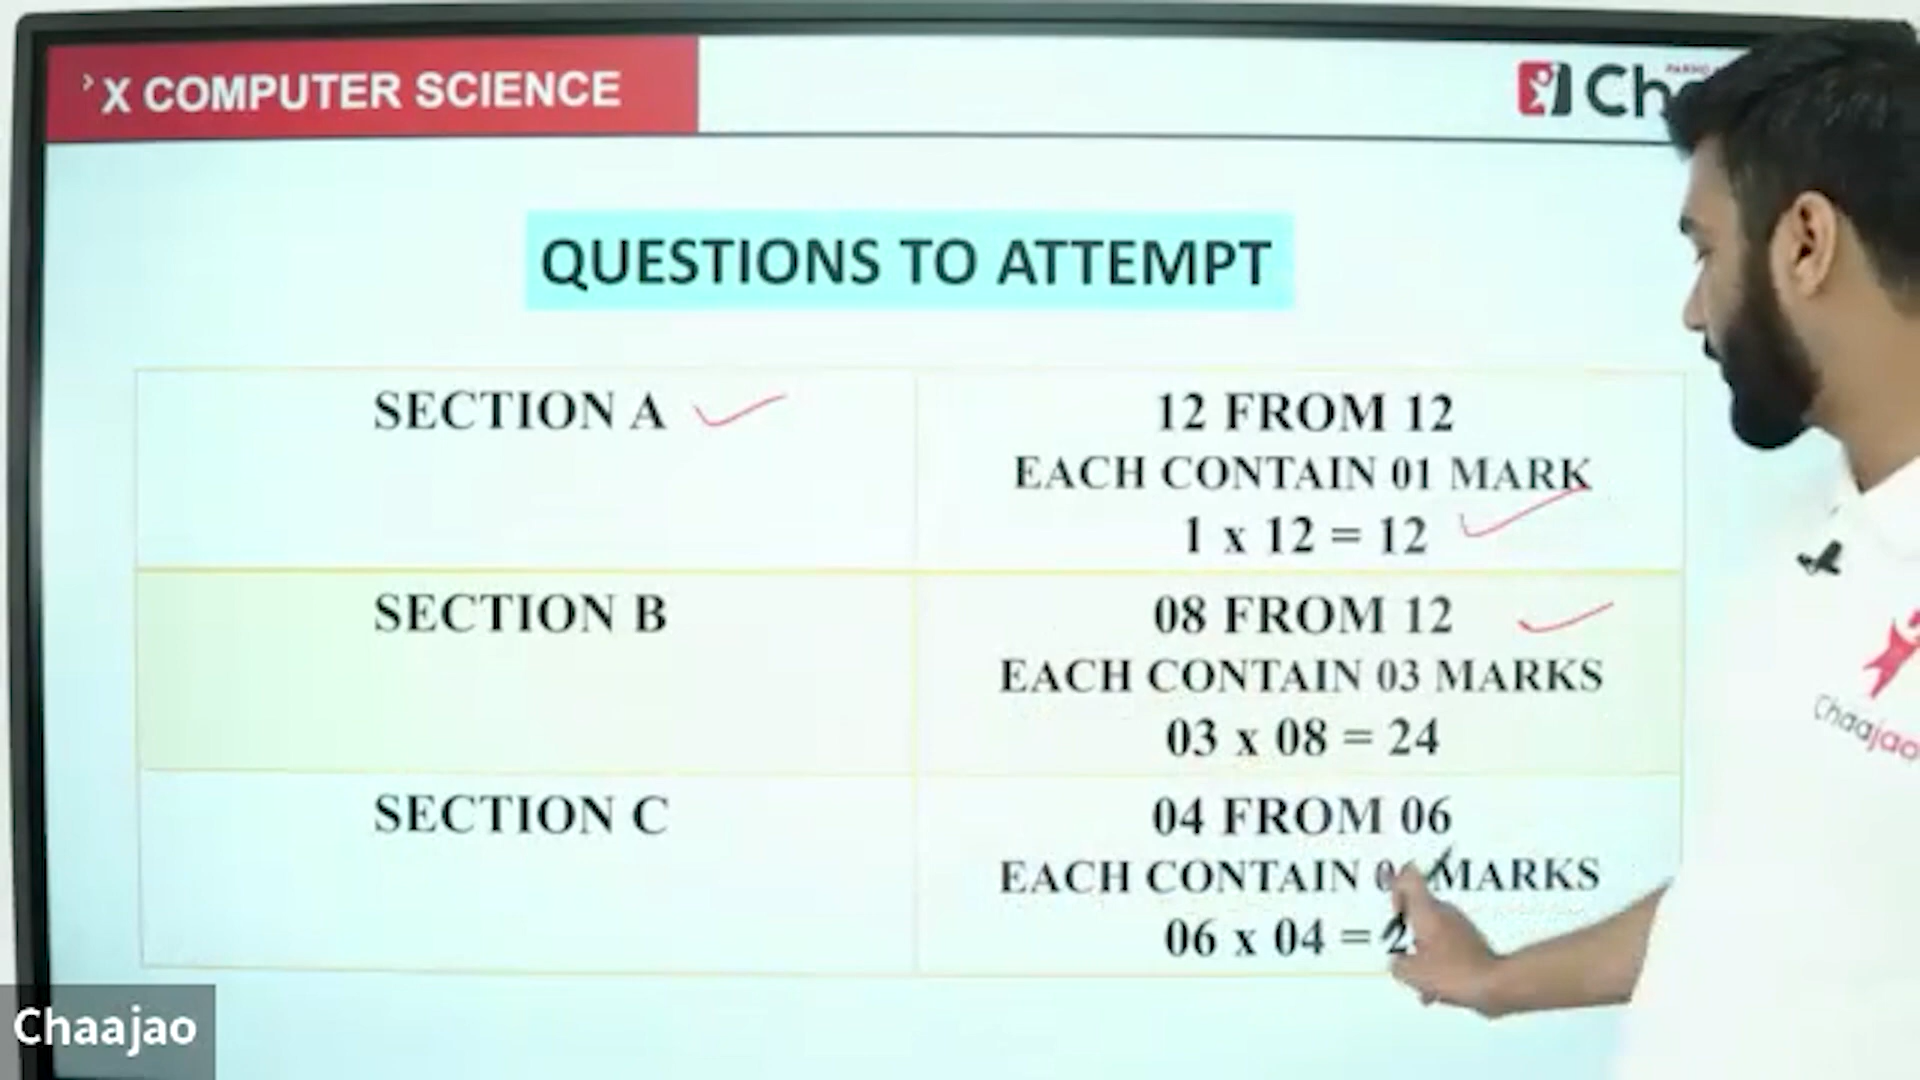 X COMPUTER SCIENCE
QUESTIONS TO ATTEMPT
SECTION A
12 FROM 12
EACH CONTAIN 01 MARK
1 x 12 = 12
SECTION B
08 FROM 12
EACH CONTAIN 03 MARKS
03 x 08 = 24
SECTION C
04 FROM 06
EACH CONTAIN MARKS
06 x 04 =
Chaajao
Chaajao